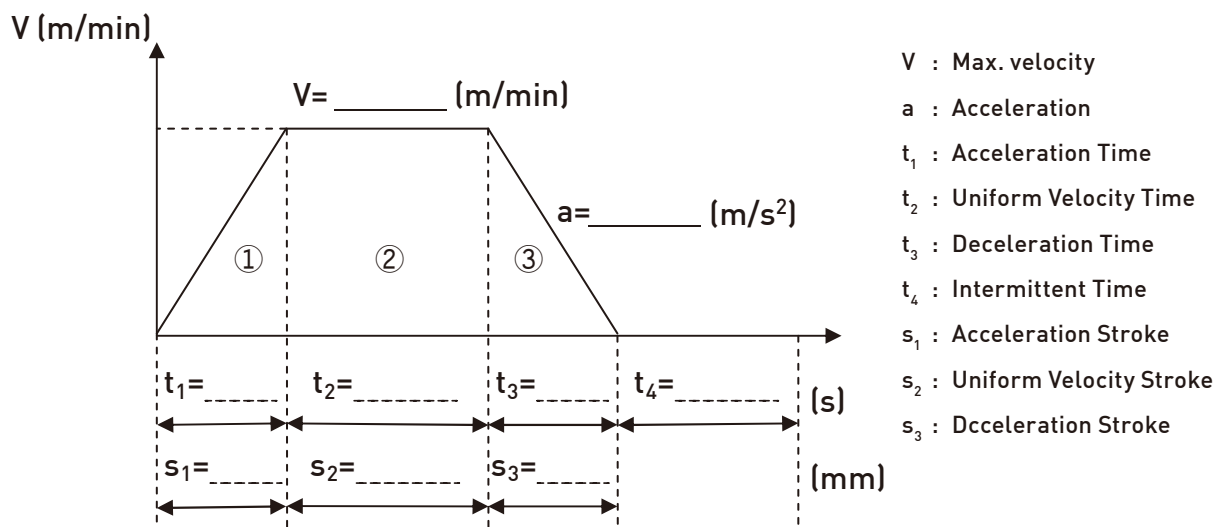 V (m/min)
V= ________ (m/min)
a= ________ (m/s²)
① ② ③
t₁= ______ t₂= ________ t₃= ______ t₄= ________ (s)
s₁= ______ s₂= ________ s₃= ______ (mm)
V : Max. velocity
a : Acceleration
t₁ : Acceleration Time
t₂ : Uniform Velocity Time
t₃ : Deceleration Time
t₄ : Intermittent Time
s₁ : Acceleration Stroke
s₂ : Uniform Velocity Stroke
s₃ : Dcceleration Stroke